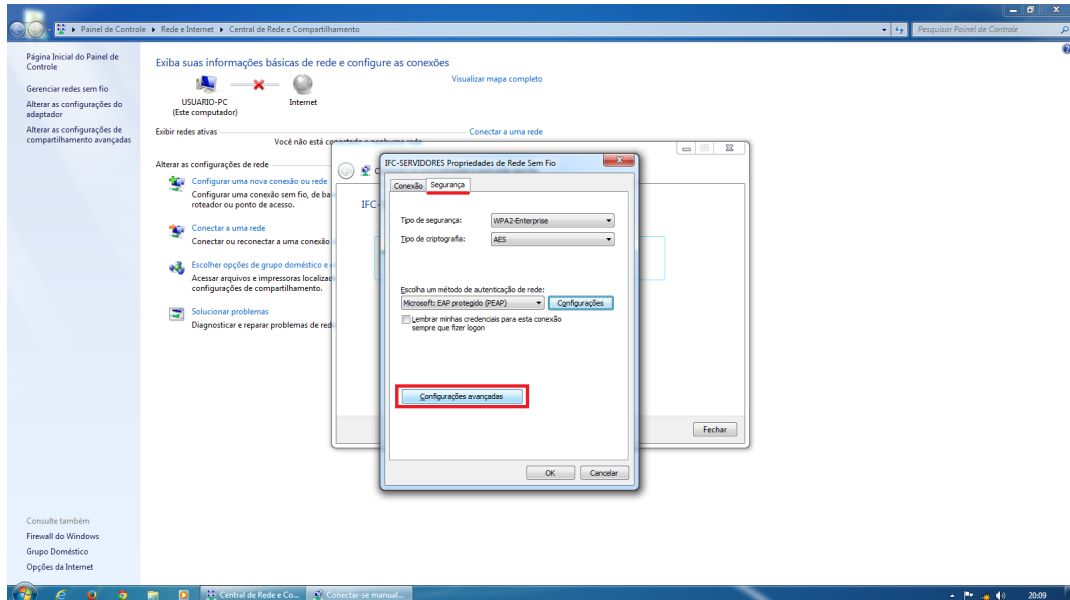 Painel de Controle ▸ Rede e Internet ▸ Central de Rede e Compartilhamento
Pesquisar Painel de Controle
Página Inicial do Painel de
Controle
Gerenciar redes sem fio
Alterar as configurações do
adaptador
Alterar as configurações de
compartilhamento avançadas
Exiba suas informações básicas de rede e configure as conexões
Visualizar mapa completo
USUARIO-PC
(Este computador)
Internet
Exibir redes ativas
Conectar a uma rede
Você não está
Alterar as configurações de rede
Configurar uma nova conexão ou rede
Configurar uma conexão sem fio, de
roteador ou ponto de acesso.
Conectar a uma rede
Conectar ou reconectar a uma conexão
Escolher opções de grupo doméstico e
Acessar arquivos e impressoras
configurações de compartilhamento.
Solucionar problemas
Diagnosticar e reparar problemas de
IFC-
IFC-SERVIDORES Propriedades de Rede Sem Fio
Conexão
Segurança
Tipo de segurança:
WPA2-Enterprise
Tipo de criptografia:
AES
Escolha um método de autenticação de rede:
Microsoft: EAP protegido (PEAP)
Configurações
Lembrar minhas credenciais para esta conexão
sempre que fizer logon
Configurações avançadas
OK
Cancelar
Fechar
Consulte também
Firewall do Windows
Grupo Doméstico
Opções da Internet
Central de Rede e Co...
Conectar-se manual...
20:09